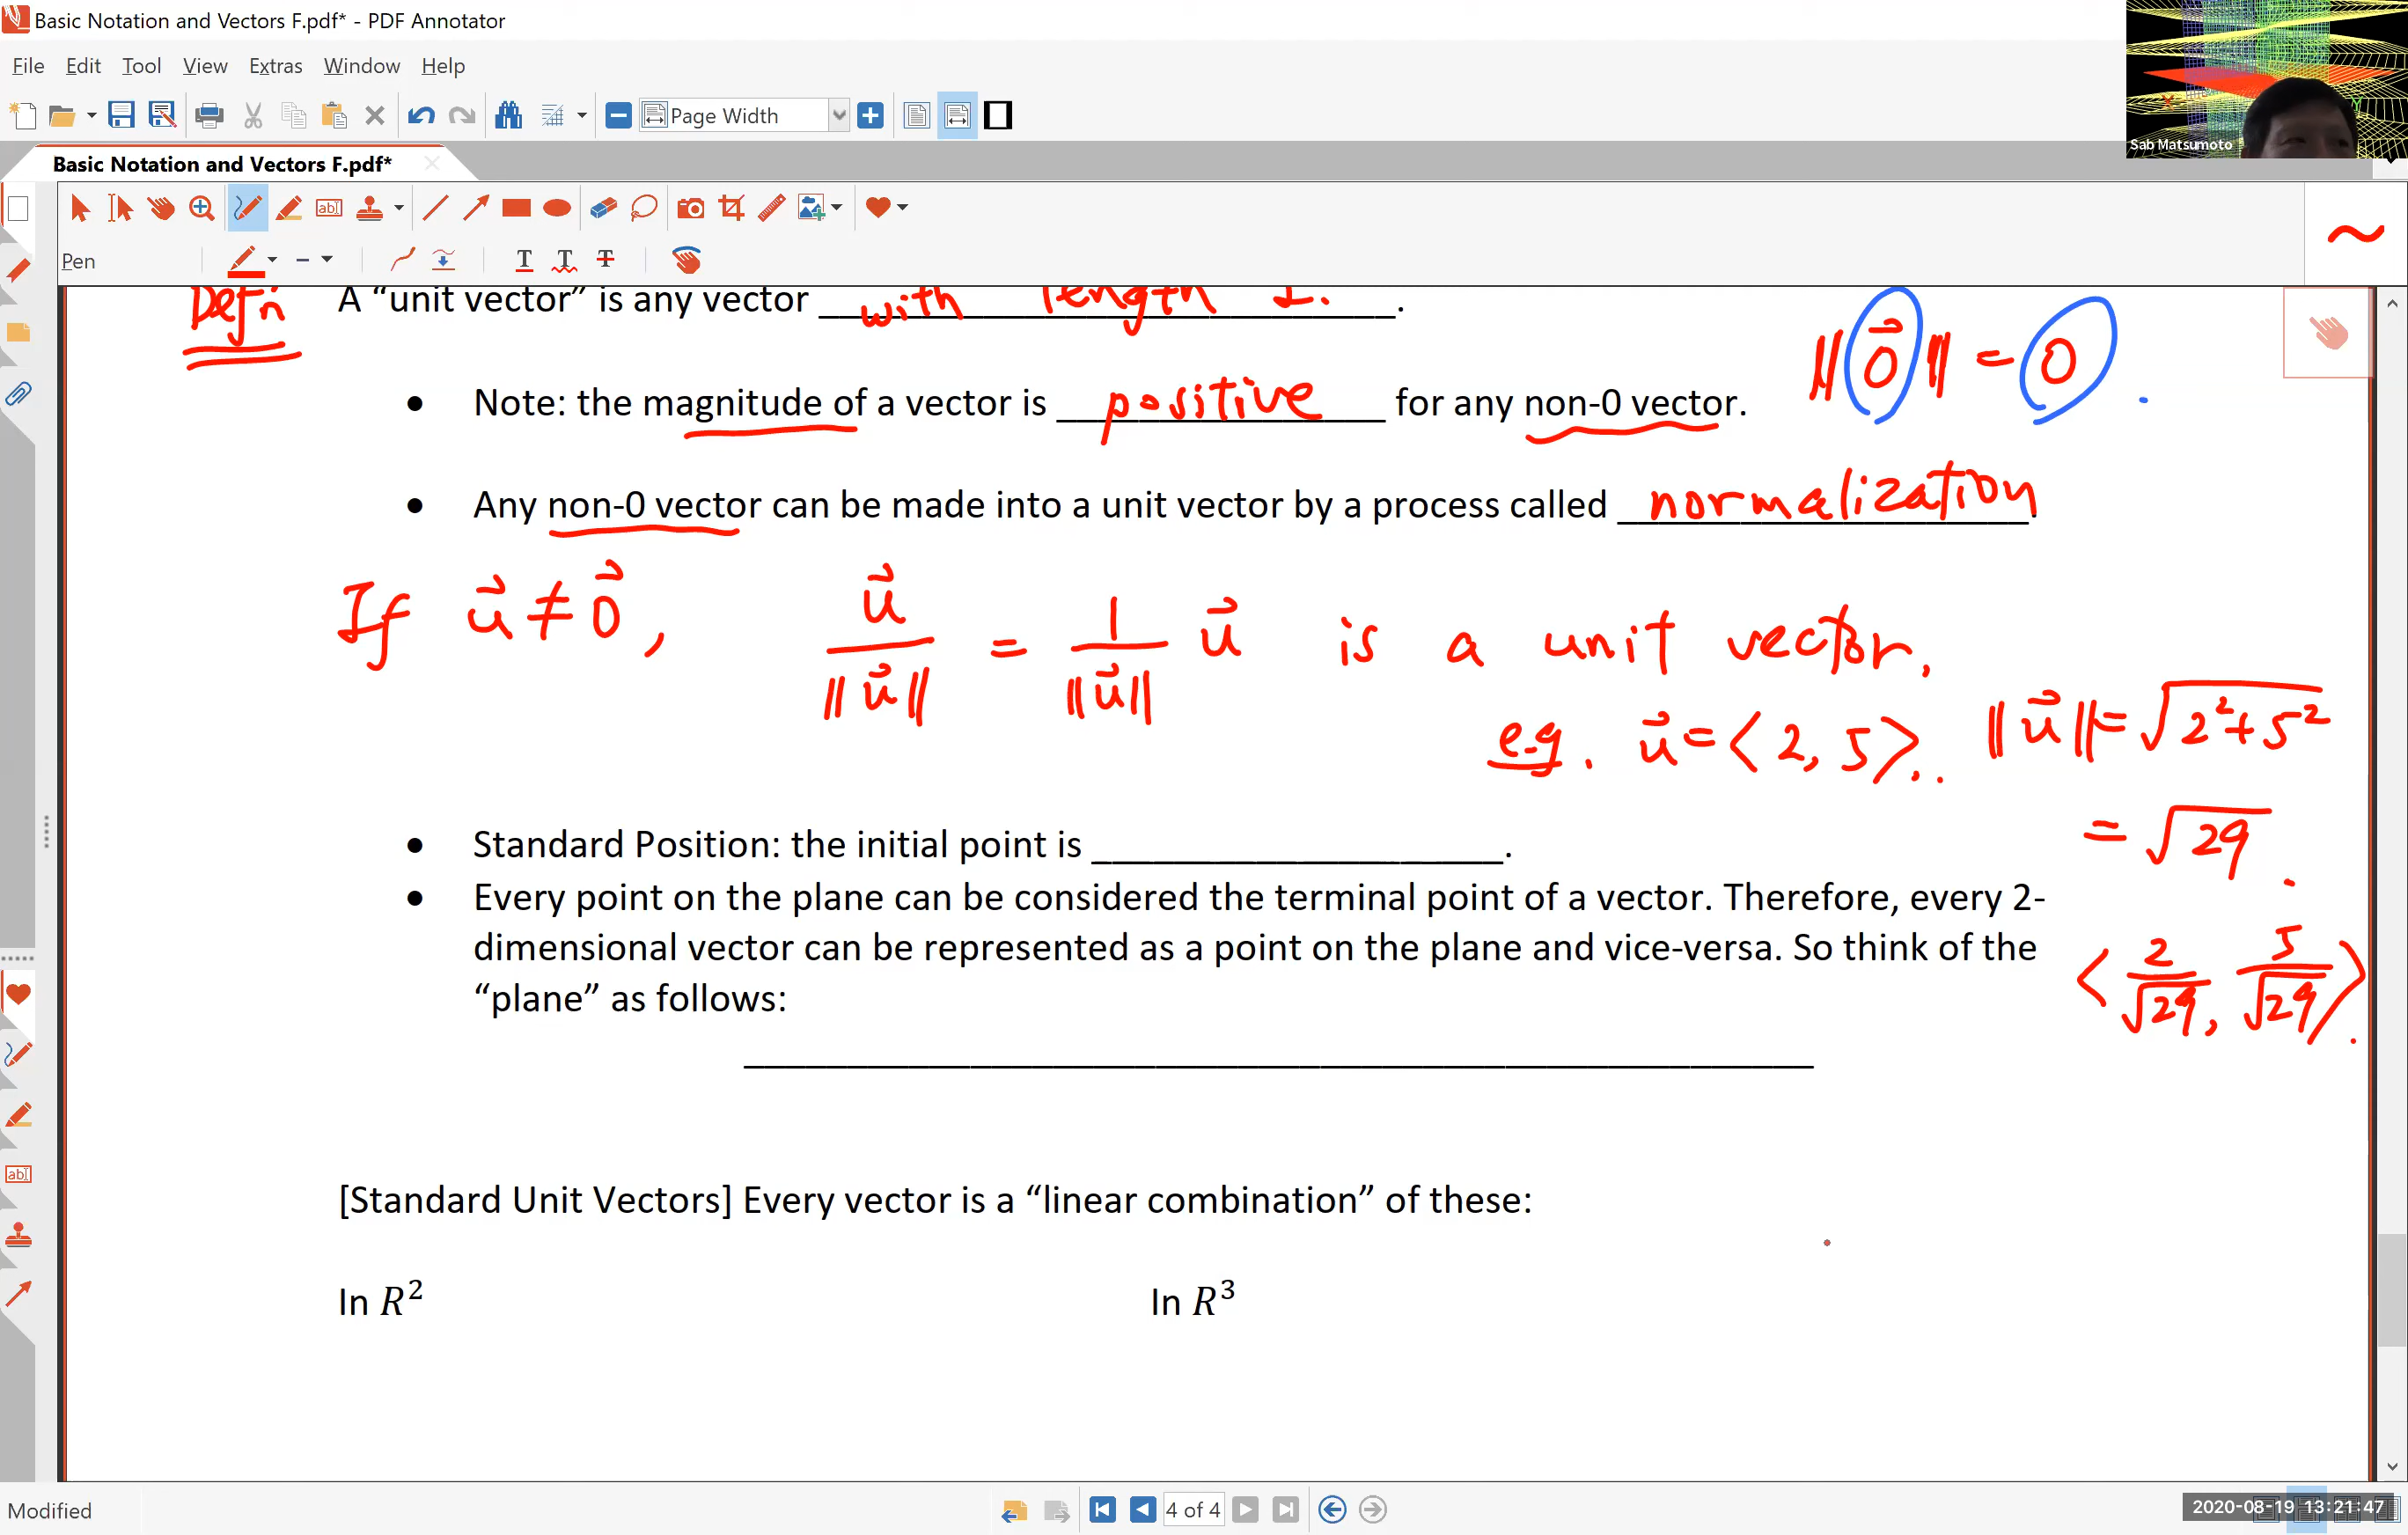 Basic Notation and Vectors F.pdf* - PDF Annotator
File Edit Tool View Extras Window Help
Page Width
Sab Matsumoto
Basic Notation and Vectors F.pdf*
Pen
Defn A “unit vector” is any vector with length 1.
‖0⃗‖ = 0.
• Note: the magnitude of a vector is positive for any non-0 vector.
• Any non-0 vector can be made into a unit vector by a process called normalization.
If u⃗ ≠ 0⃗, u⃗/‖u⃗‖ = 1/‖u⃗‖ u⃗ is a unit vector.
e.g. u⃗ = ⟨2, 5⟩. ‖u⃗‖ = √2²+5²
= √29.
• Standard Position: the initial point is ____________________.
• Every point on the plane can be considered the terminal point of a vector. Therefore, every 2-
dimensional vector can be represented as a point on the plane and vice-versa. So think of the
“plane” as follows:
⟨2/√29, 5/√29⟩.
[Standard Unit Vectors] Every vector is a “linear combination” of these:
In R² In R³
Modified
4 of 4
2020-08-19 13:21:47